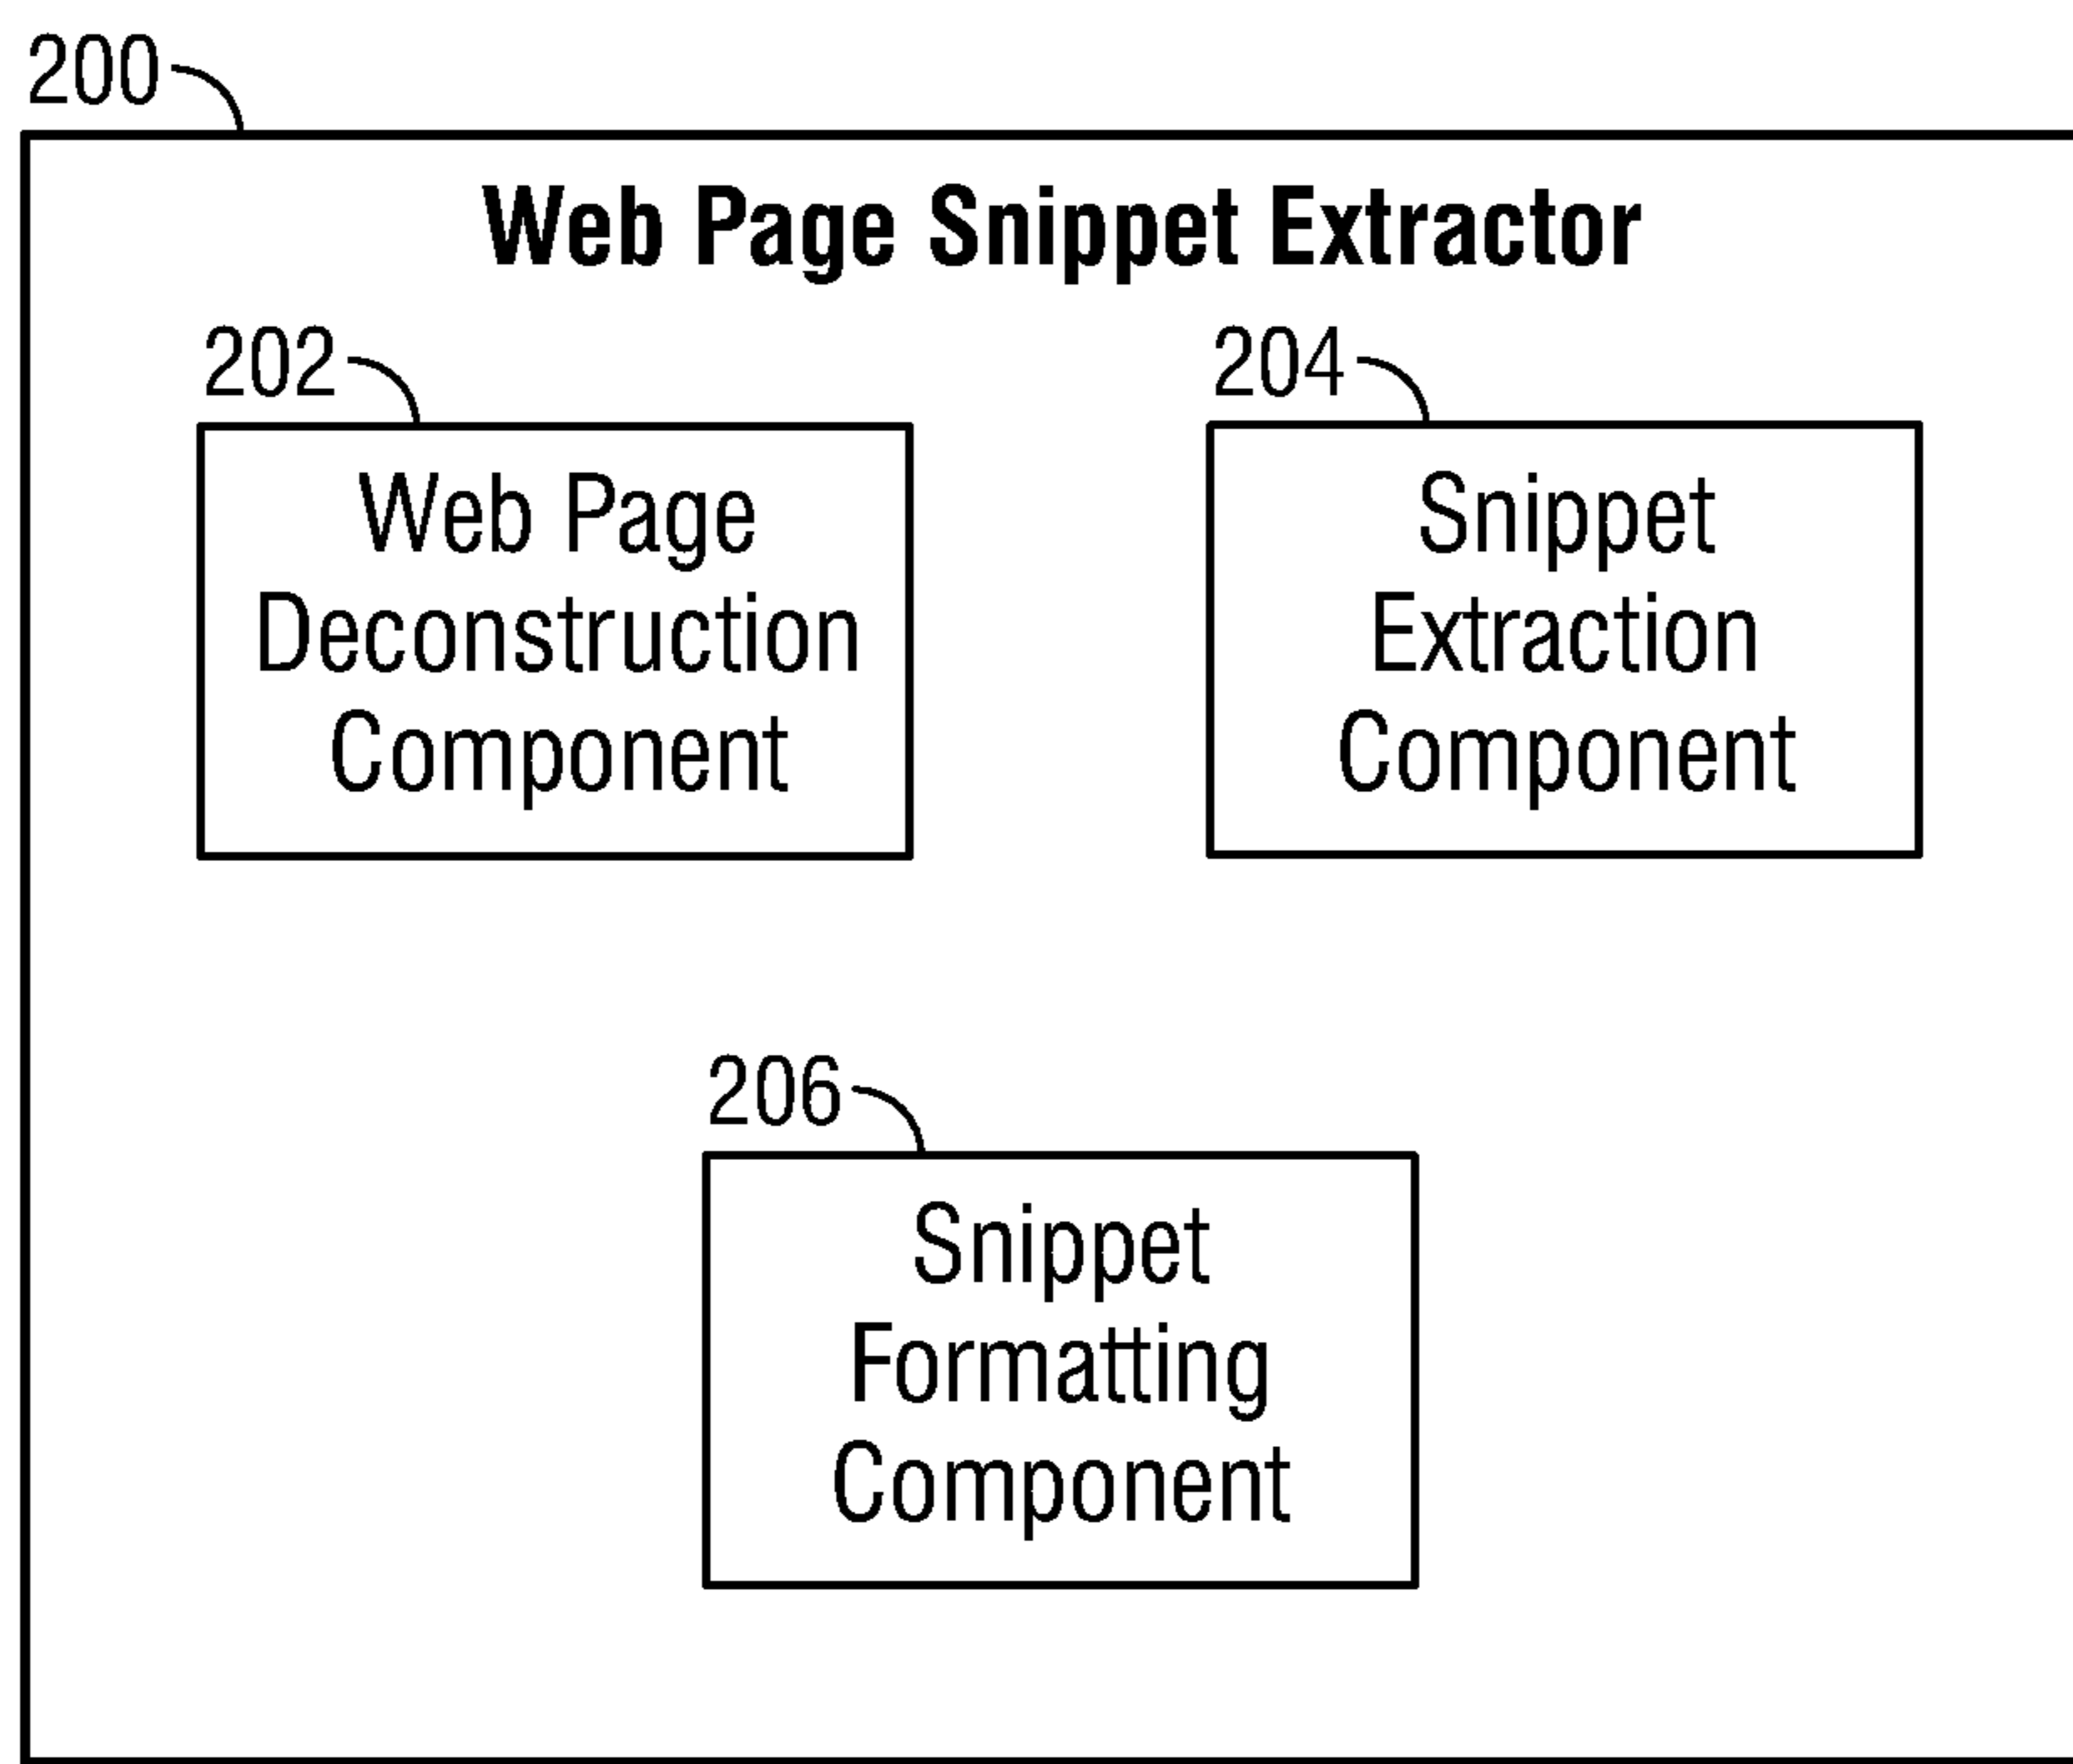 200
Web Page Snippet Extractor
202
Web Page
Deconstruction
Component
204
Snippet
Extraction
Component
206
Snippet
Formatting
Component